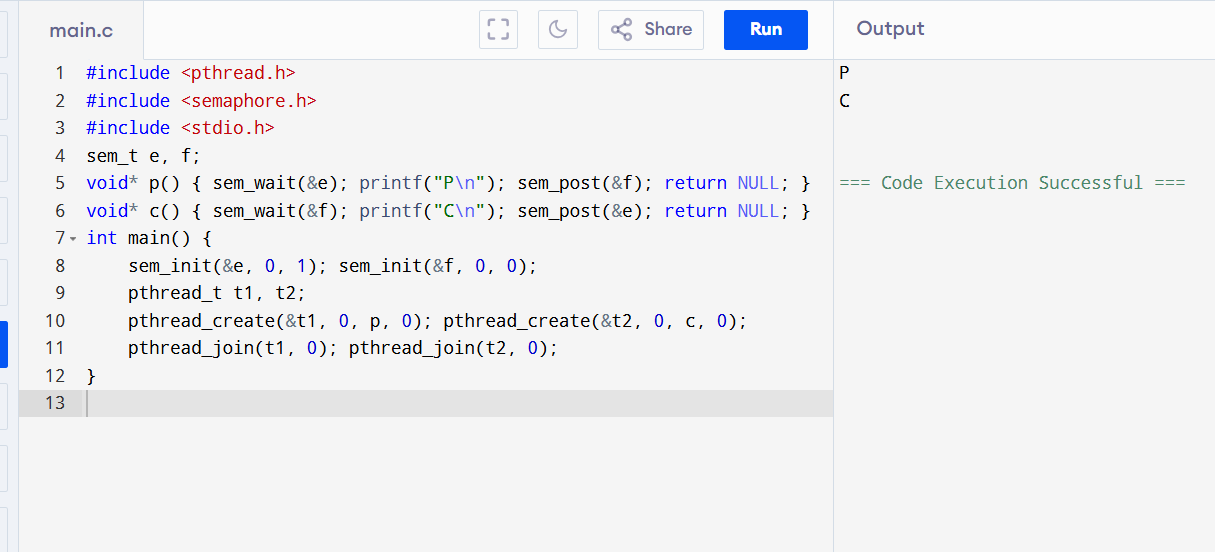 main.c
Share
Run
Output
1 #include <pthread.h>
2 #include <semaphore.h>
3 #include <stdio.h>
4 sem_t e, f;
5 void* p() { sem_wait(&e); printf("P\n"); sem_post(&f); return NULL; }
6 void* c() { sem_wait(&f); printf("C\n"); sem_post(&e); return NULL; }
7 int main() {
8     sem_init(&e, 0, 1); sem_init(&f, 0, 0);
9     pthread_t t1, t2;
10     pthread_create(&t1, 0, p, 0); pthread_create(&t2, 0, c, 0);
11     pthread_join(t1, 0); pthread_join(t2, 0);
12 }
13
P
C
=== Code Execution Successful ===